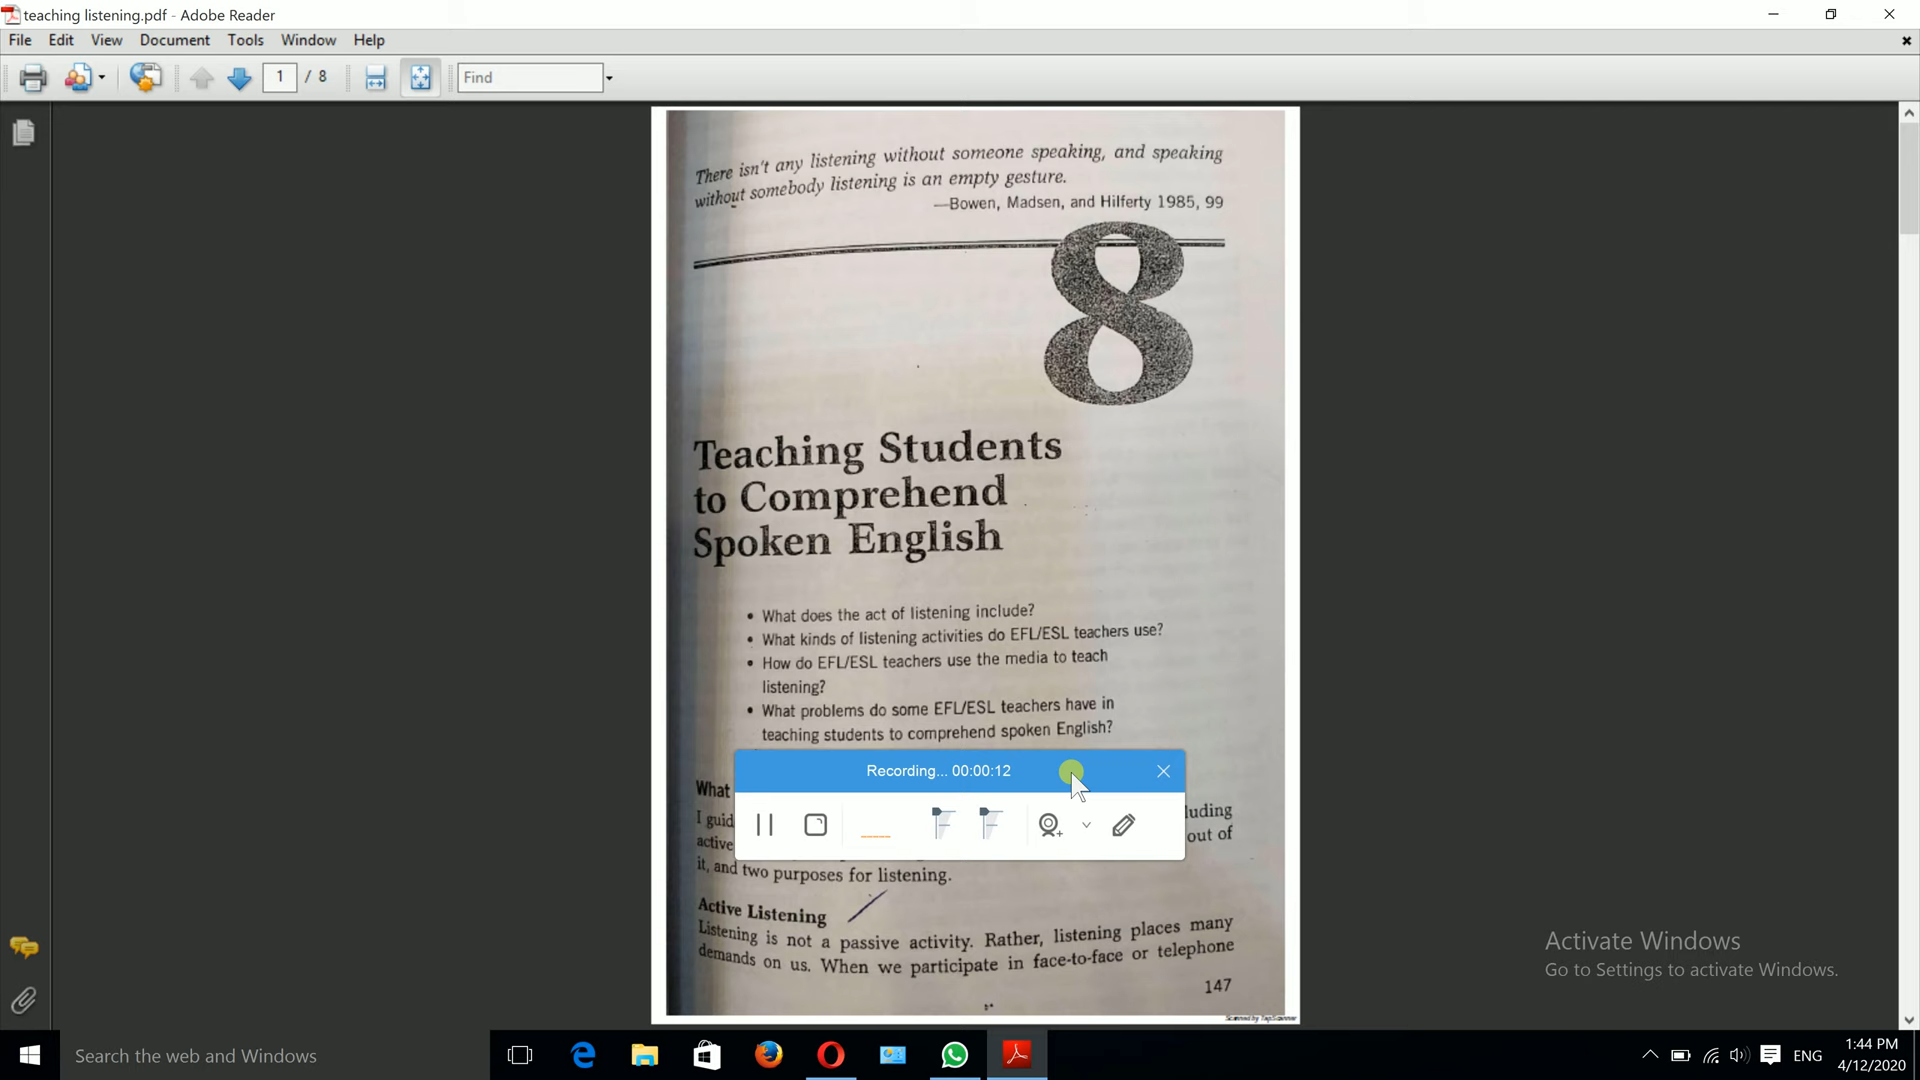 teaching listening.pdf - Adobe Reader
File Edit View Document Tools Window Help
1 / 8 Find
There isn't any listening without someone speaking, and speaking
without somebody listening is an empty gesture.
—Bowen, Madsen, and Hilferty 1985, 99
8
Teaching Students
to Comprehend
Spoken English
• What does the act of listening include?
• What kinds of listening activities do EFL/ESL teachers use?
• How do EFL/ESL teachers use the media to teach
listening?
• What problems do some EFL/ESL teachers have in
teaching students to comprehend spoken English?
Recording... 00:00:12
What
I guid luding
active out of
it, and two purposes for listening.
Active Listening
Listening is not a passive activity. Rather, listening places many
demands on us. When we participate in face-to-face or telephone
147
Scanned by TapScanner
Activate Windows
Go to Settings to activate Windows.
Search the web and Windows
ENG
1:44 PM
4/12/2020